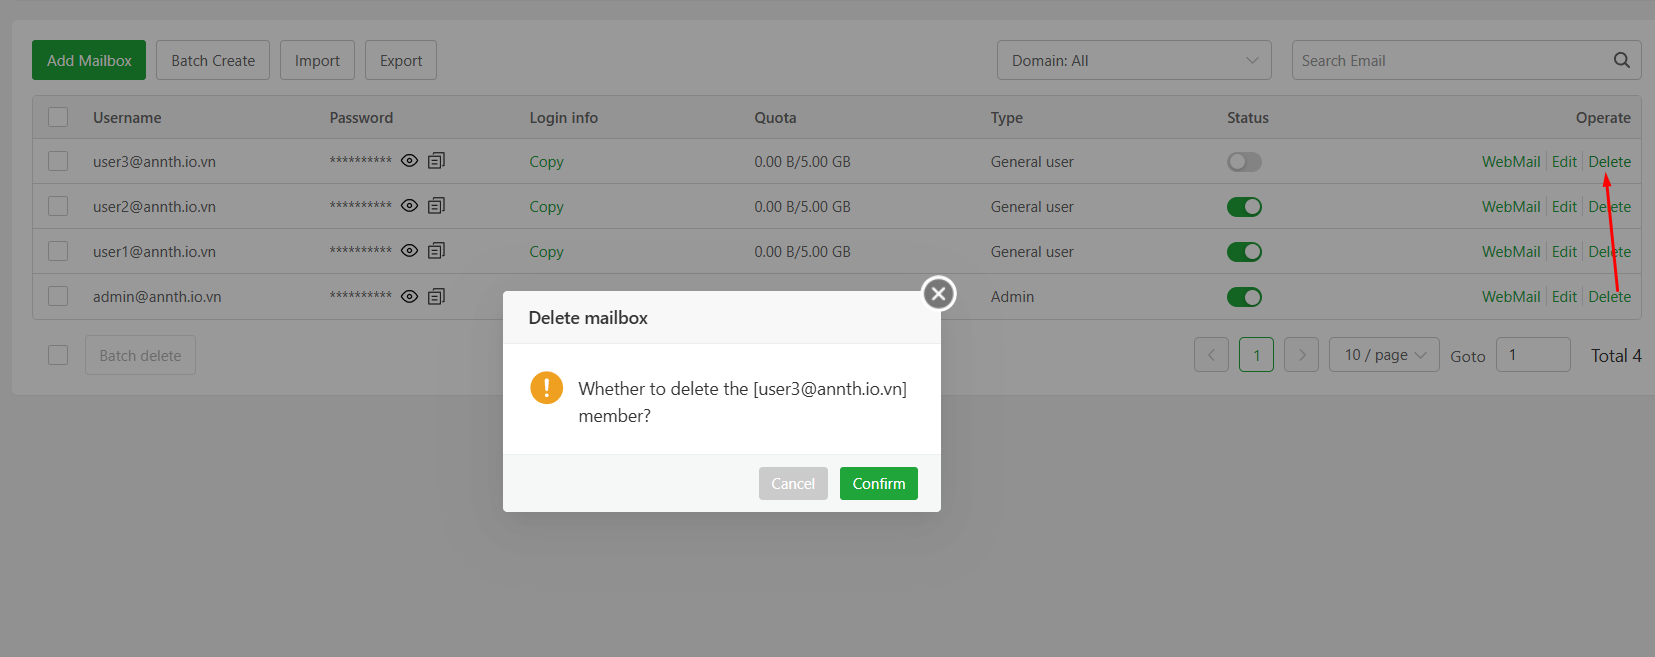 Add Mailbox Batch Create Import Export Domain: All Search Email
Username Password Login info Quota Type Status Operate
user3@annth.io.vn ********** Copy 0.00 B/5.00 GB General user WebMail Edit Delete
user2@annth.io.vn ********** Copy 0.00 B/5.00 GB General user WebMail Edit Delete
user1@annth.io.vn ********** Copy 0.00 B/5.00 GB General user WebMail Edit Delete
admin@annth.io.vn ********** Admin WebMail Edit Delete
Batch delete 1 10 / page Goto 1 Total 4
Delete mailbox
Whether to delete the [user3@annth.io.vn]
member?
Cancel Confirm